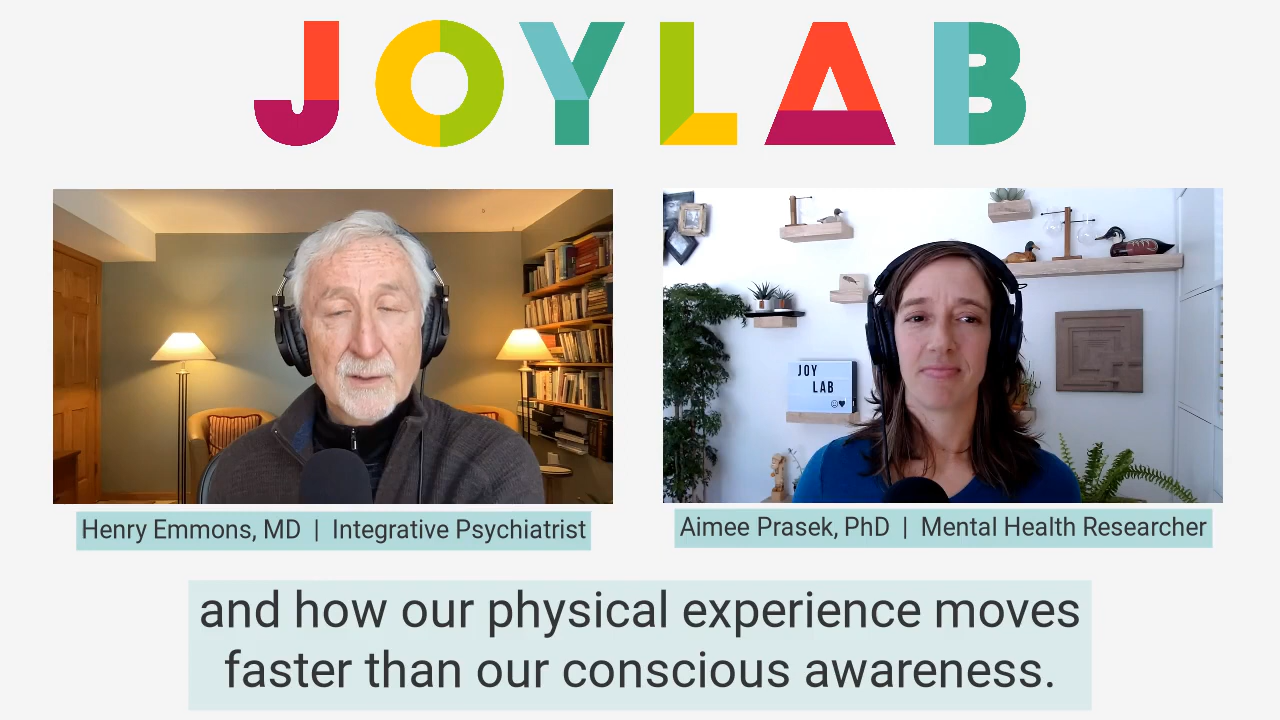 JOYLAB
JOY
LAB
Henry Emmons, MD | Integrative Psychiatrist
Aimee Prasek, PhD | Mental Health Researcher
and how our physical experience moves
faster than our conscious awareness.